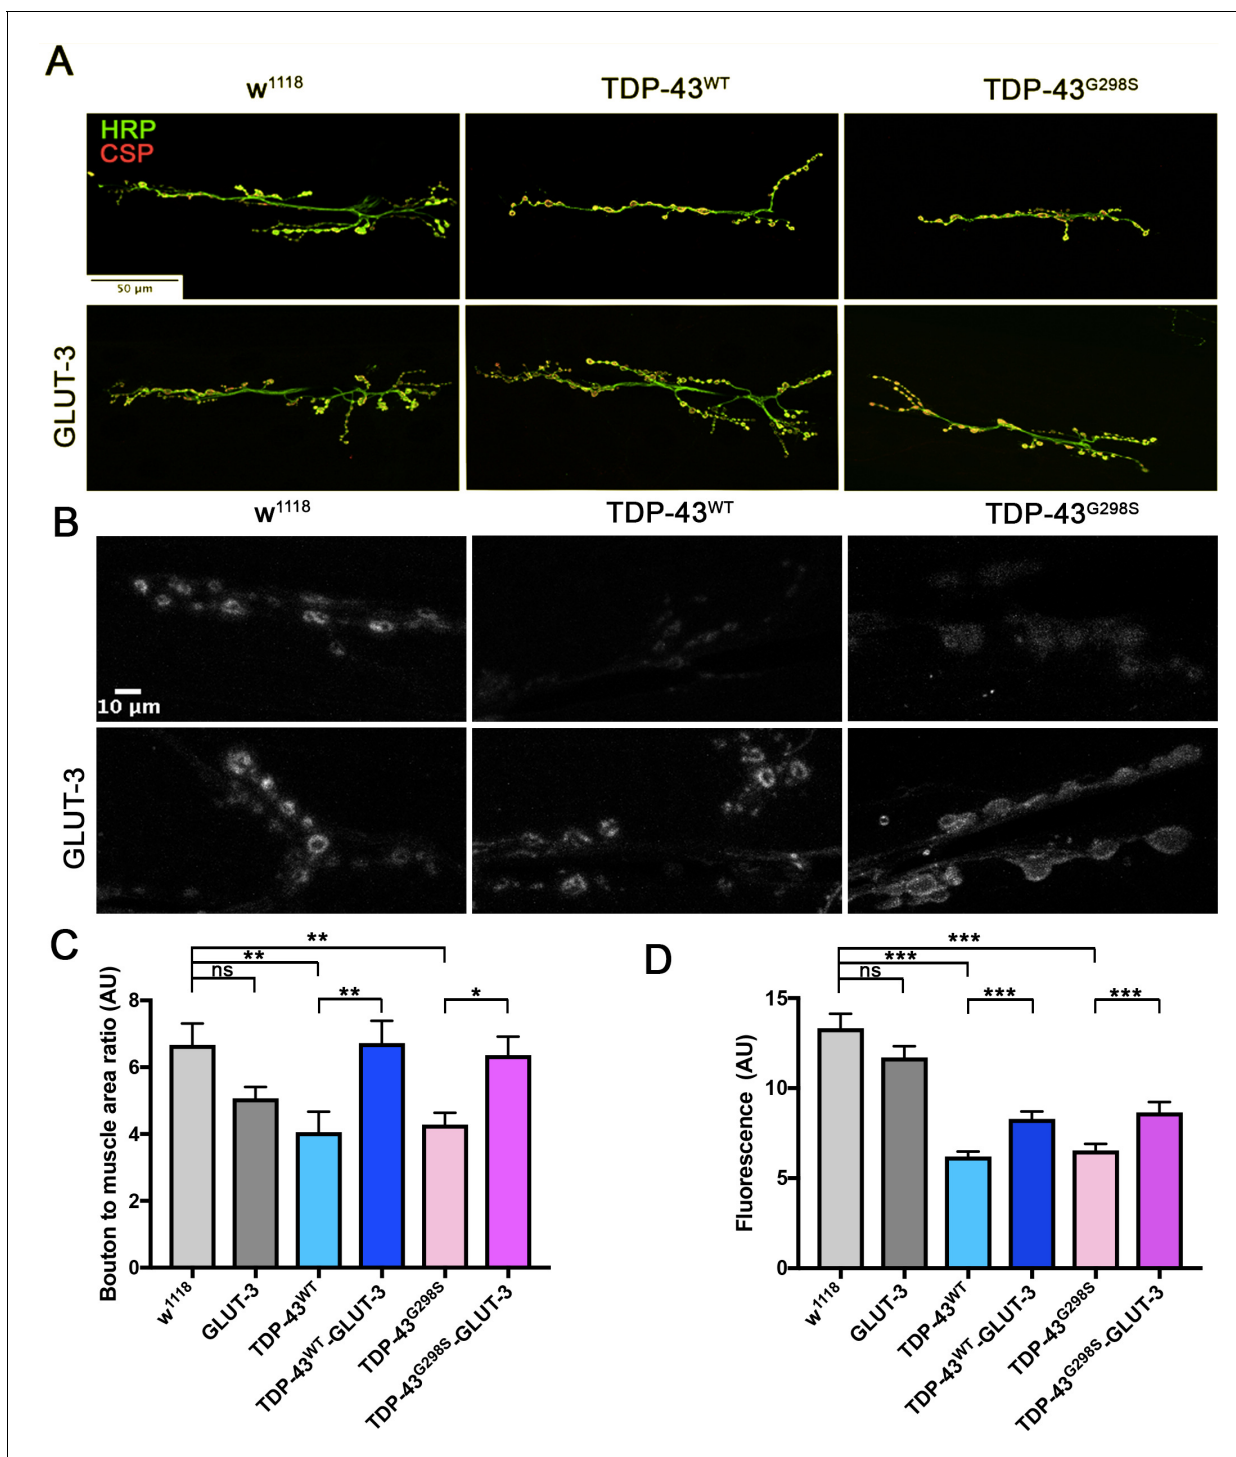 A
w1118
TDP-43WT
TDP-43G298S
HRP
CSP
50 µm
GLUT-3
B
w1118
TDP-43WT
TDP-43G298S
10 µm
GLUT-3
C
**
**
ns
**
*
Bouton to muscle area ratio (AU)
8
6
4
2
0
w1118
GLUT-3
TDP-43WT
TDP-43WT-GLUT-3
TDP-43G298S
TDP-43G298S-GLUT-3
D
***
***
ns
***
***
Fluorescence (AU)
15
10
5
0
w1118
GLUT-3
TDP-43WT
TDP-43WT-GLUT-3
TDP-43G298S
TDP-43G298S-GLUT-3